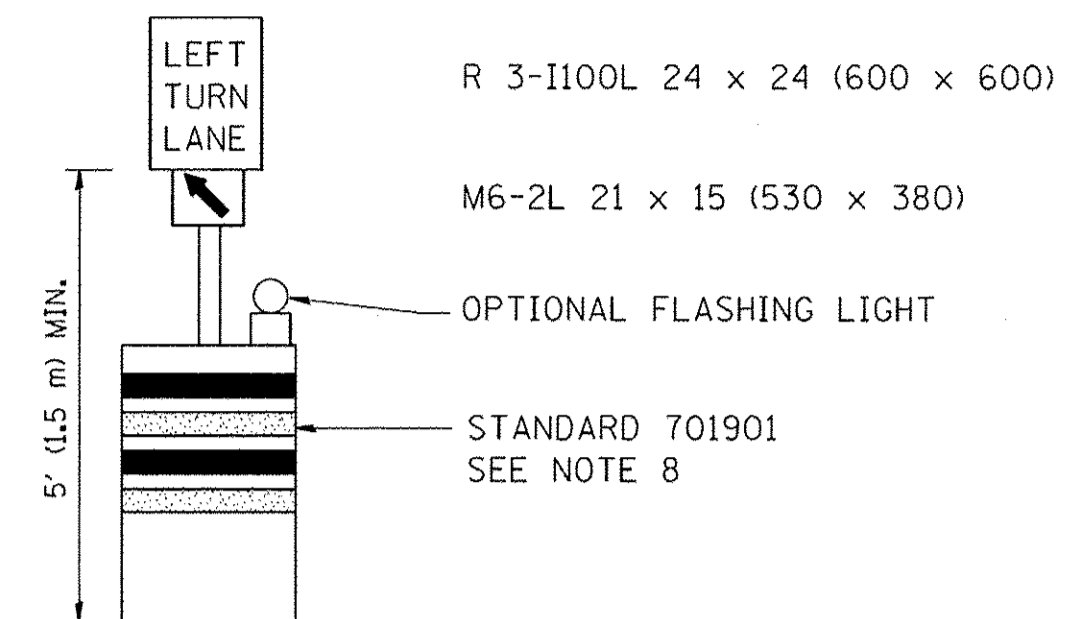 LEFT
TURN
LANE
R 3-I100L 24 x 24 (600 x 600)
M6-2L 21 x 15 (530 x 380)
OPTIONAL FLASHING LIGHT
STANDARD 701901
SEE NOTE 8
5' (1.5 m) MIN.